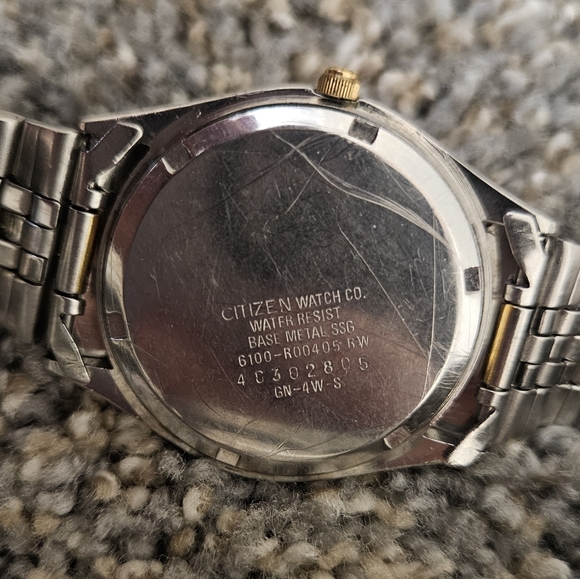 CITIZEN WATCH CO.
WATER RESIST
BASE METAL SSG
6100-R00405 RW
40302805
GN-4W-S